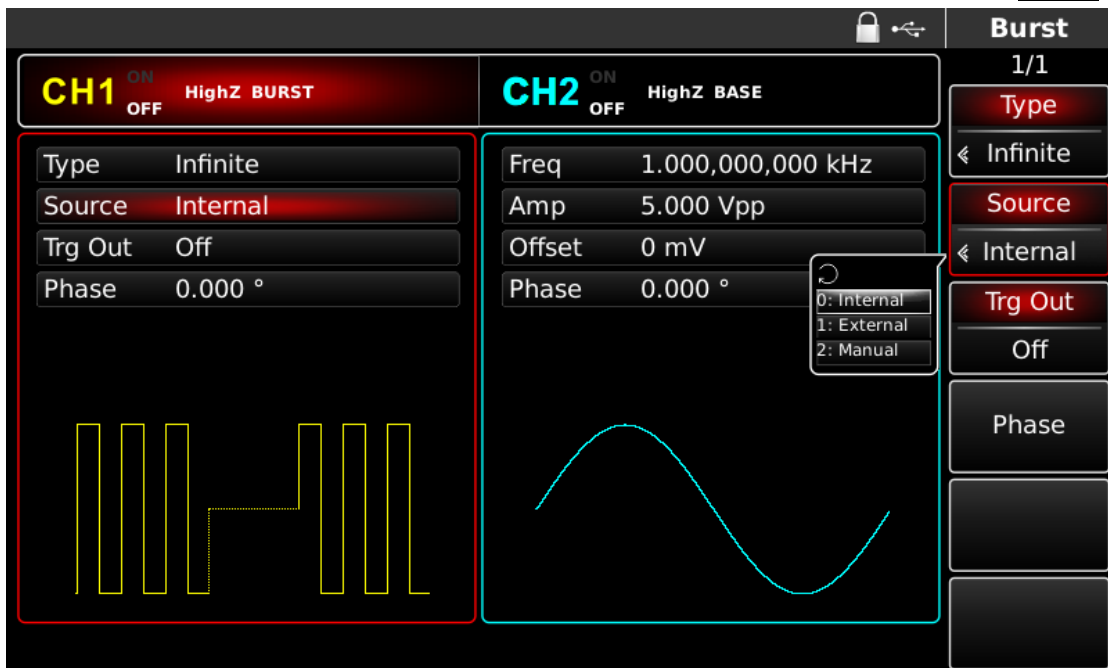 Burst
1/1
CH1 ON OFF HighZ BURST
CH2 ON OFF HighZ BASE
Type Infinite
Source Internal
Trg Out Off
Phase 0.000 °
Freq 1.000,000,000 kHz
Amp 5.000 Vpp
Offset 0 mV
Phase 0.000 °
0: Internal
1: External
2: Manual
Type
Infinite
Source
Internal
Trg Out
Off
Phase